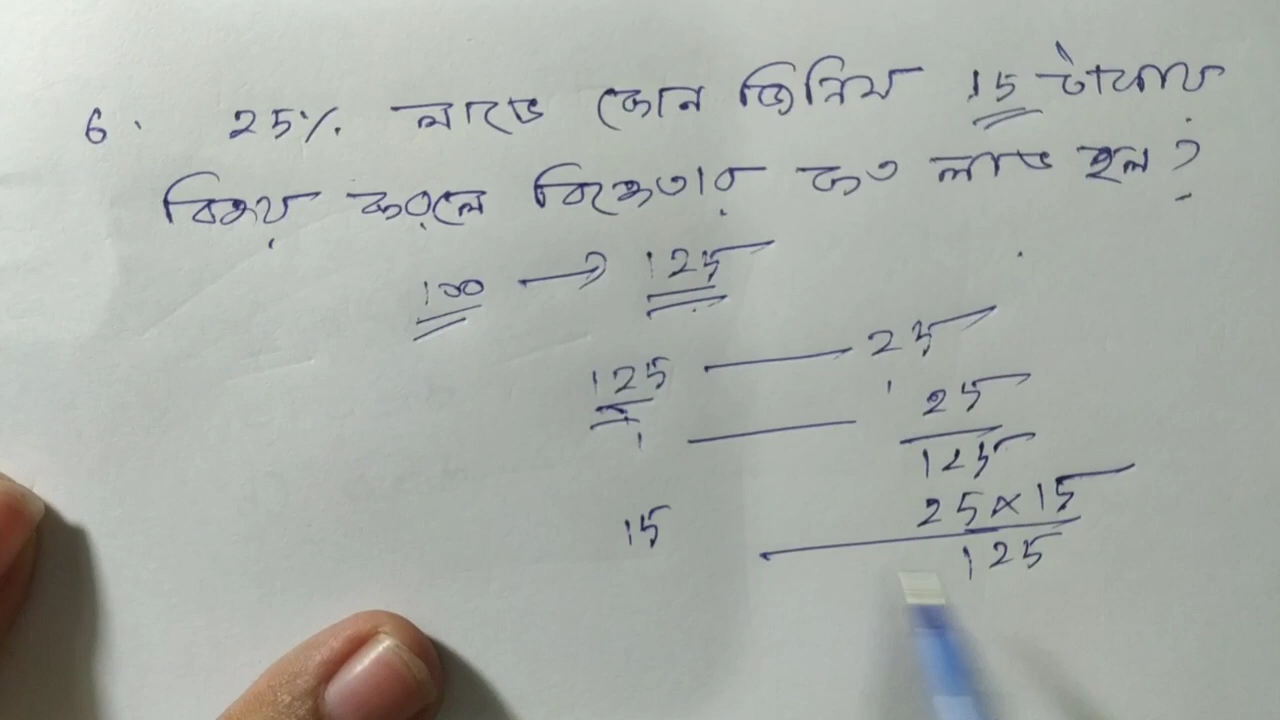 6. 25% লাভে কোন জিনিষ 15 টাকায়
বিক্রয় করলে বিক্রেতার কত লাভ হল?
100 → 125
125 — 25
1 — 25/125
15 — 25×15/125